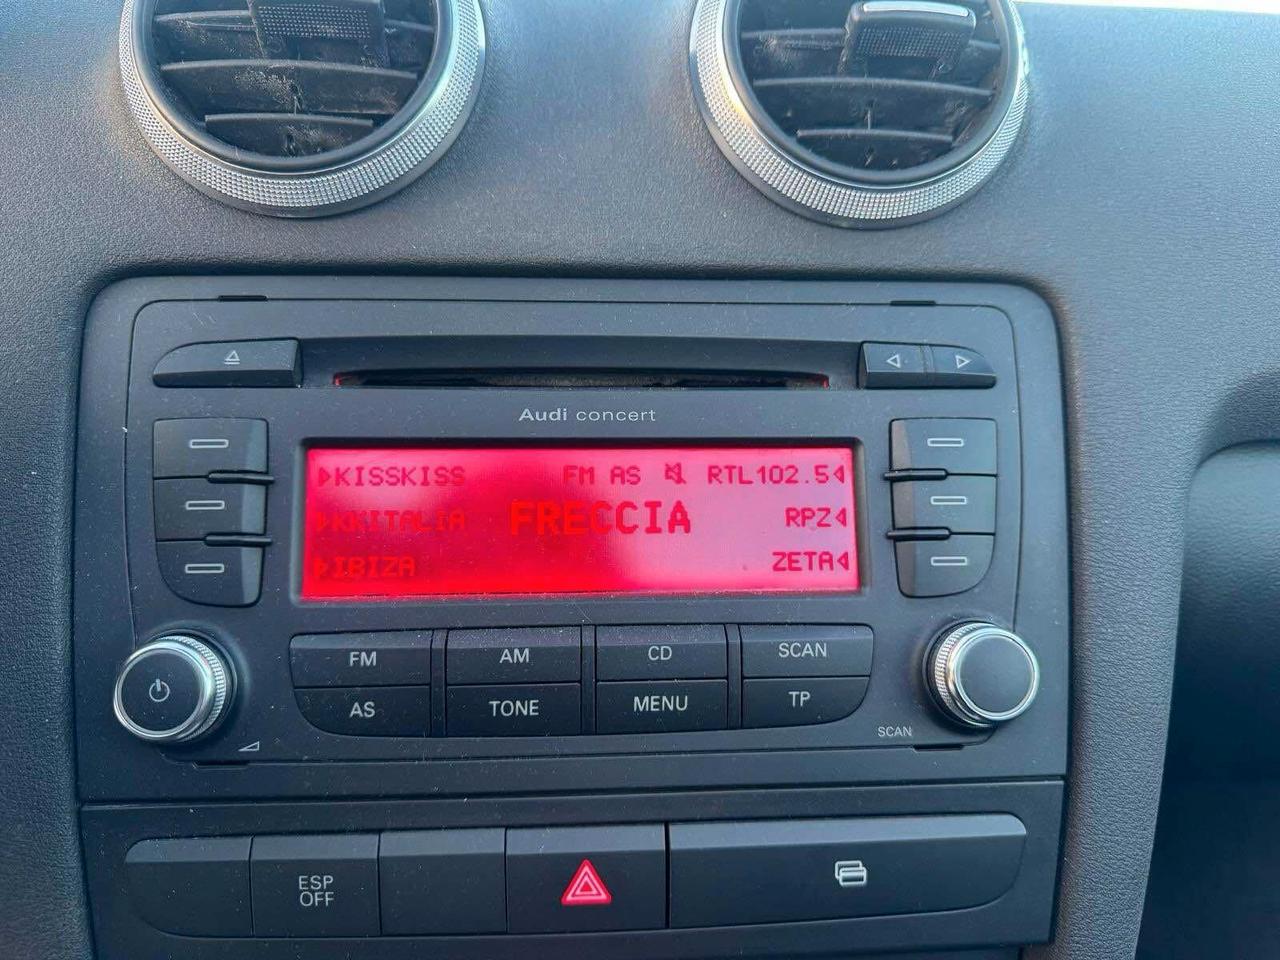 Audi concert
KISSKISS FM AS RTL102.5
KKITALIA FRECCIA RPZ
IBIZA ZETA
FM AM CD SCAN
AS TONE MENU TP
SCAN
ESP
OFF